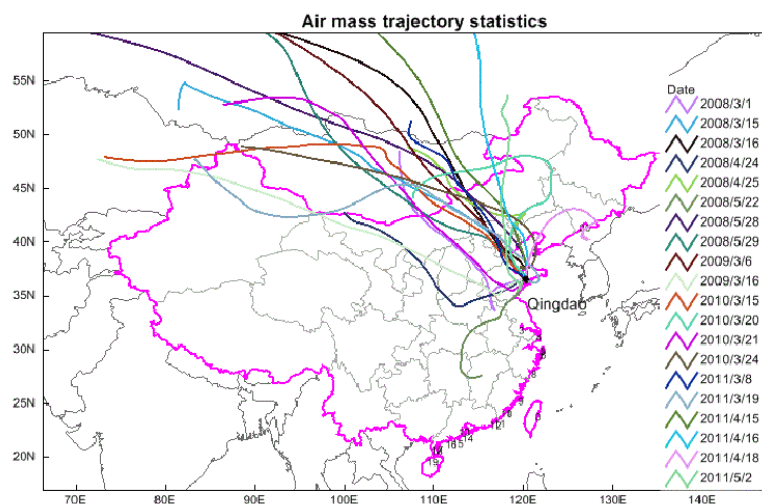 Air mass trajectory statistics
55N
50N
45N
40N
35N
30N
25N
20N
Qingdao
Date
2008/3/1
2008/3/15
2008/3/16
2008/4/24
2008/4/25
2008/5/22
2008/5/28
2008/5/29
2009/3/6
2009/3/16
2010/3/15
2010/3/20
2010/3/21
2010/3/24
2011/3/8
2011/3/19
2011/4/15
2011/4/16
2011/4/18
2011/5/2
70E 80E 90E 100E 110E 120E 130E 140E